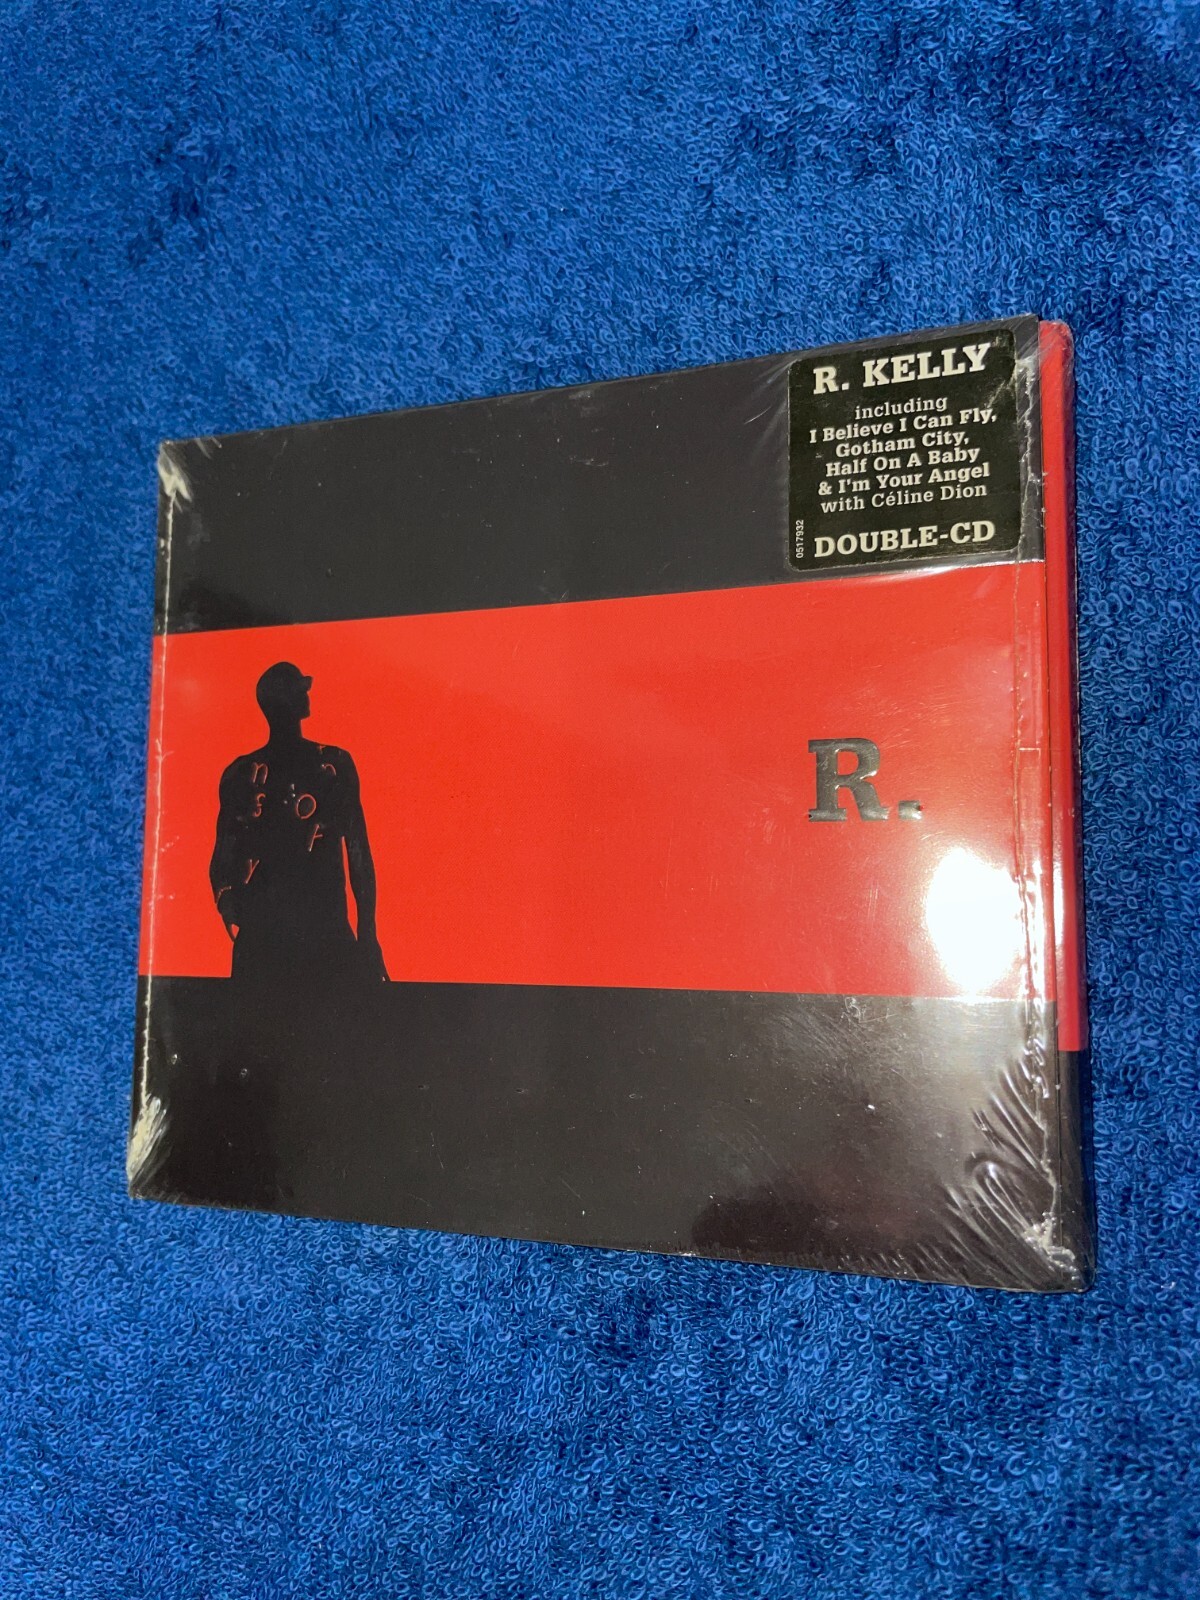 R. KELLY
including
I Believe I Can Fly,
Gotham City,
Half On A Baby
& I'm Your Angel
with Céline Dion
DOUBLE-CD
0517932
R.